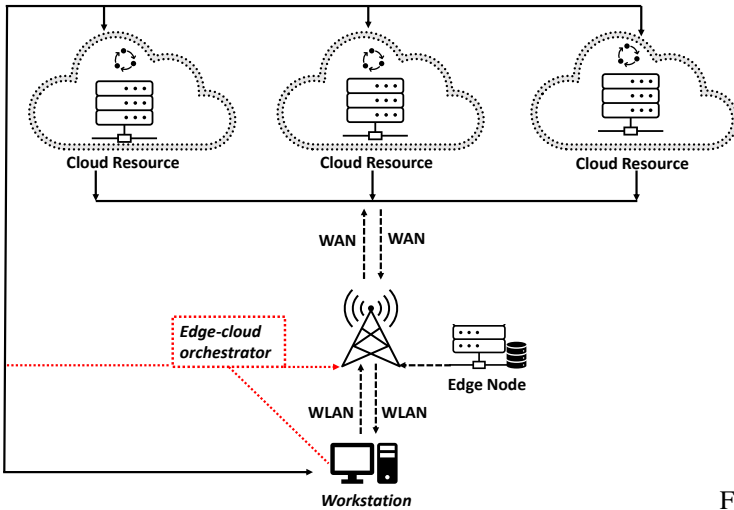 Cloud Resource
Cloud Resource
Cloud Resource
WAN
WAN
Edge-cloud
orchestrator
Edge Node
WLAN
WLAN
Workstation
F